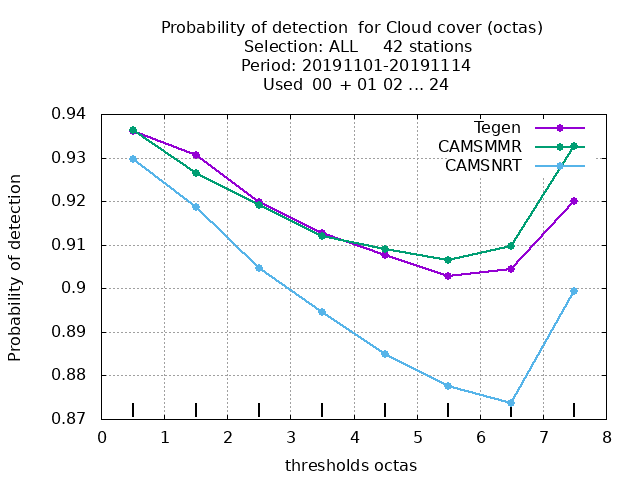 Probability of detection  for Cloud cover (octas)
Selection: ALL     42 stations
Period: 20191101-20191114
Used  00  + 01 02 ... 24
Tegen
CAMSMMR
CAMSNRT
Probability of detection
0.94
0.93
0.92
0.91
0.9
0.89
0.88
0.87
0 1 2 3 4 5 6 7 8
thresholds octas